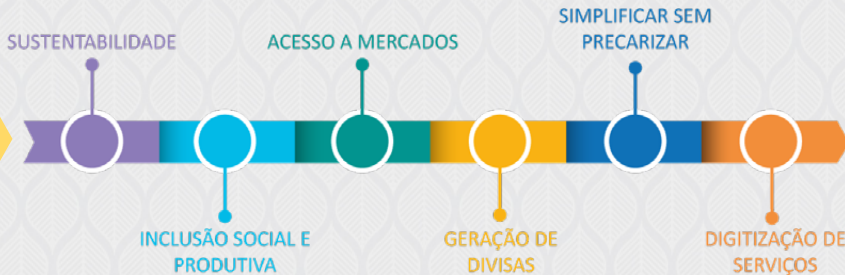 SUSTENTABILIDADE
INCLUSÃO SOCIAL E
PRODUTIVA
ACESSO A MERCADOS
GERAÇÃO DE
DIVISAS
SIMPLIFICAR SEM
PRECARIZAR
DIGITIZAÇÃO DE
SERVIÇOS